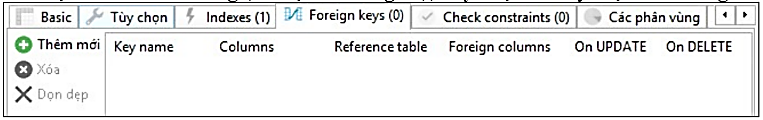 Basic Tùy chọn Indexes (1) Foreign keys (0) Check constraints (0) Các phân vùng
Thêm mới Key name Columns Reference table Foreign columns On UPDATE On DELETE
Xóa
Dọn dẹp